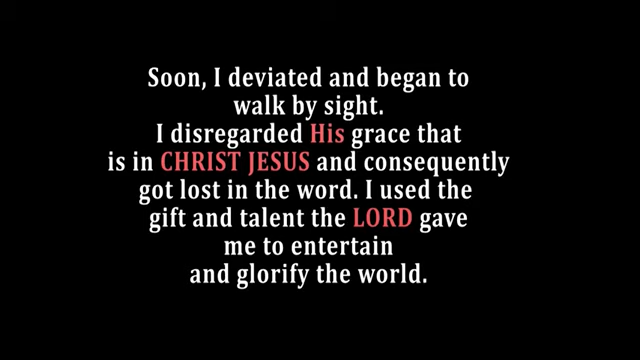 Soon, I deviated and began to
walk by sight.
I disregarded His grace that
is in CHRIST JESUS and consequently
got lost in the word. I used the
gift and talent the LORD gave
me to entertain
and glorify the world.